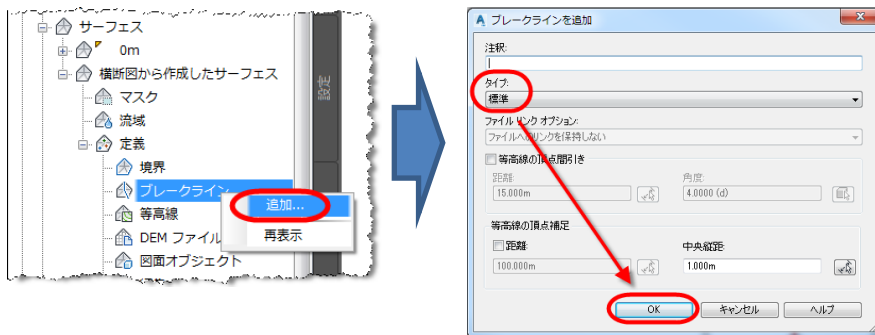 サーフェス
0m
横断図から作成したサーフェス
マスク
流域
定義
境界
ブレークライン
追加...
等高線
再表示
DEM ファイル
図面オブジェクト
設定
ブレークラインを追加
注釈:
タイプ:
標準
ファイル リンク オプション:
ファイルへのリンクを保持しない
等高線の頂点間引き
距離:
角度:
15.000m
4.0000 (d)
等高線の頂点補足
距離:
中央縦距:
100.000m
1.000m
OK
キャンセル
ヘルプ